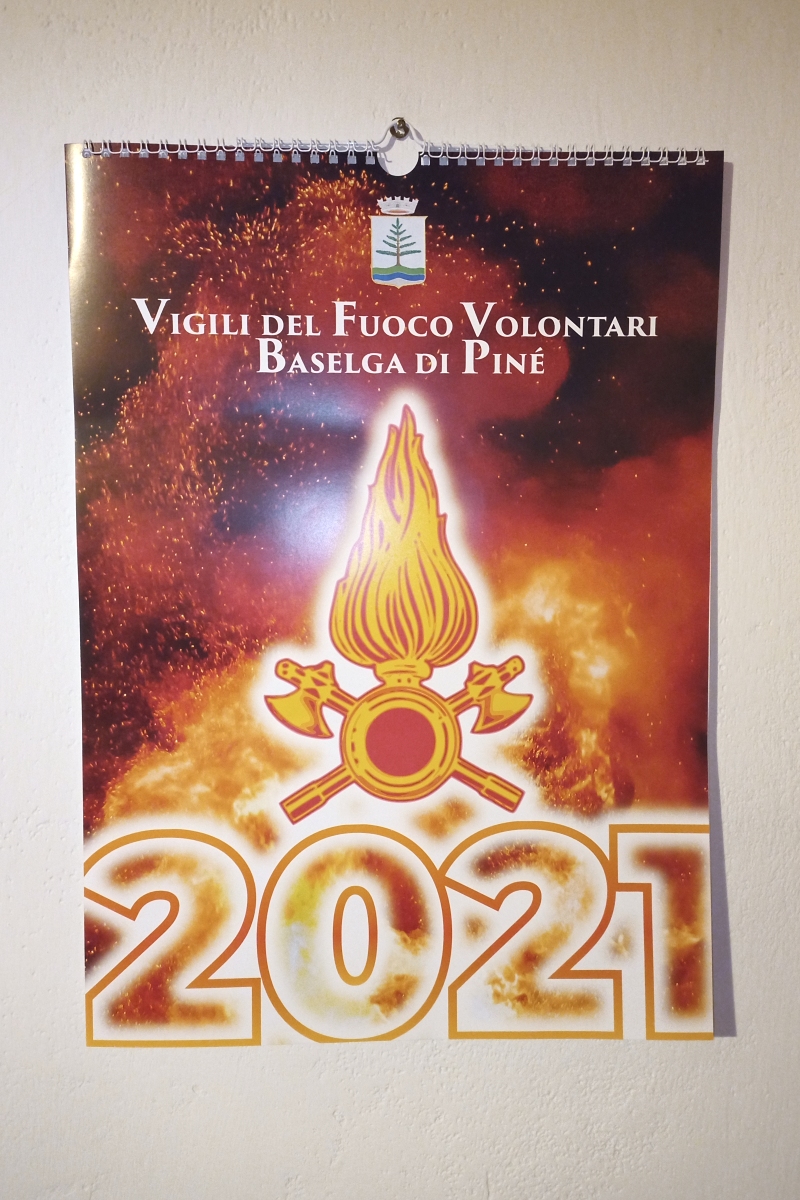 Vigili del Fuoco Volontari
Baselga di Piné
2021